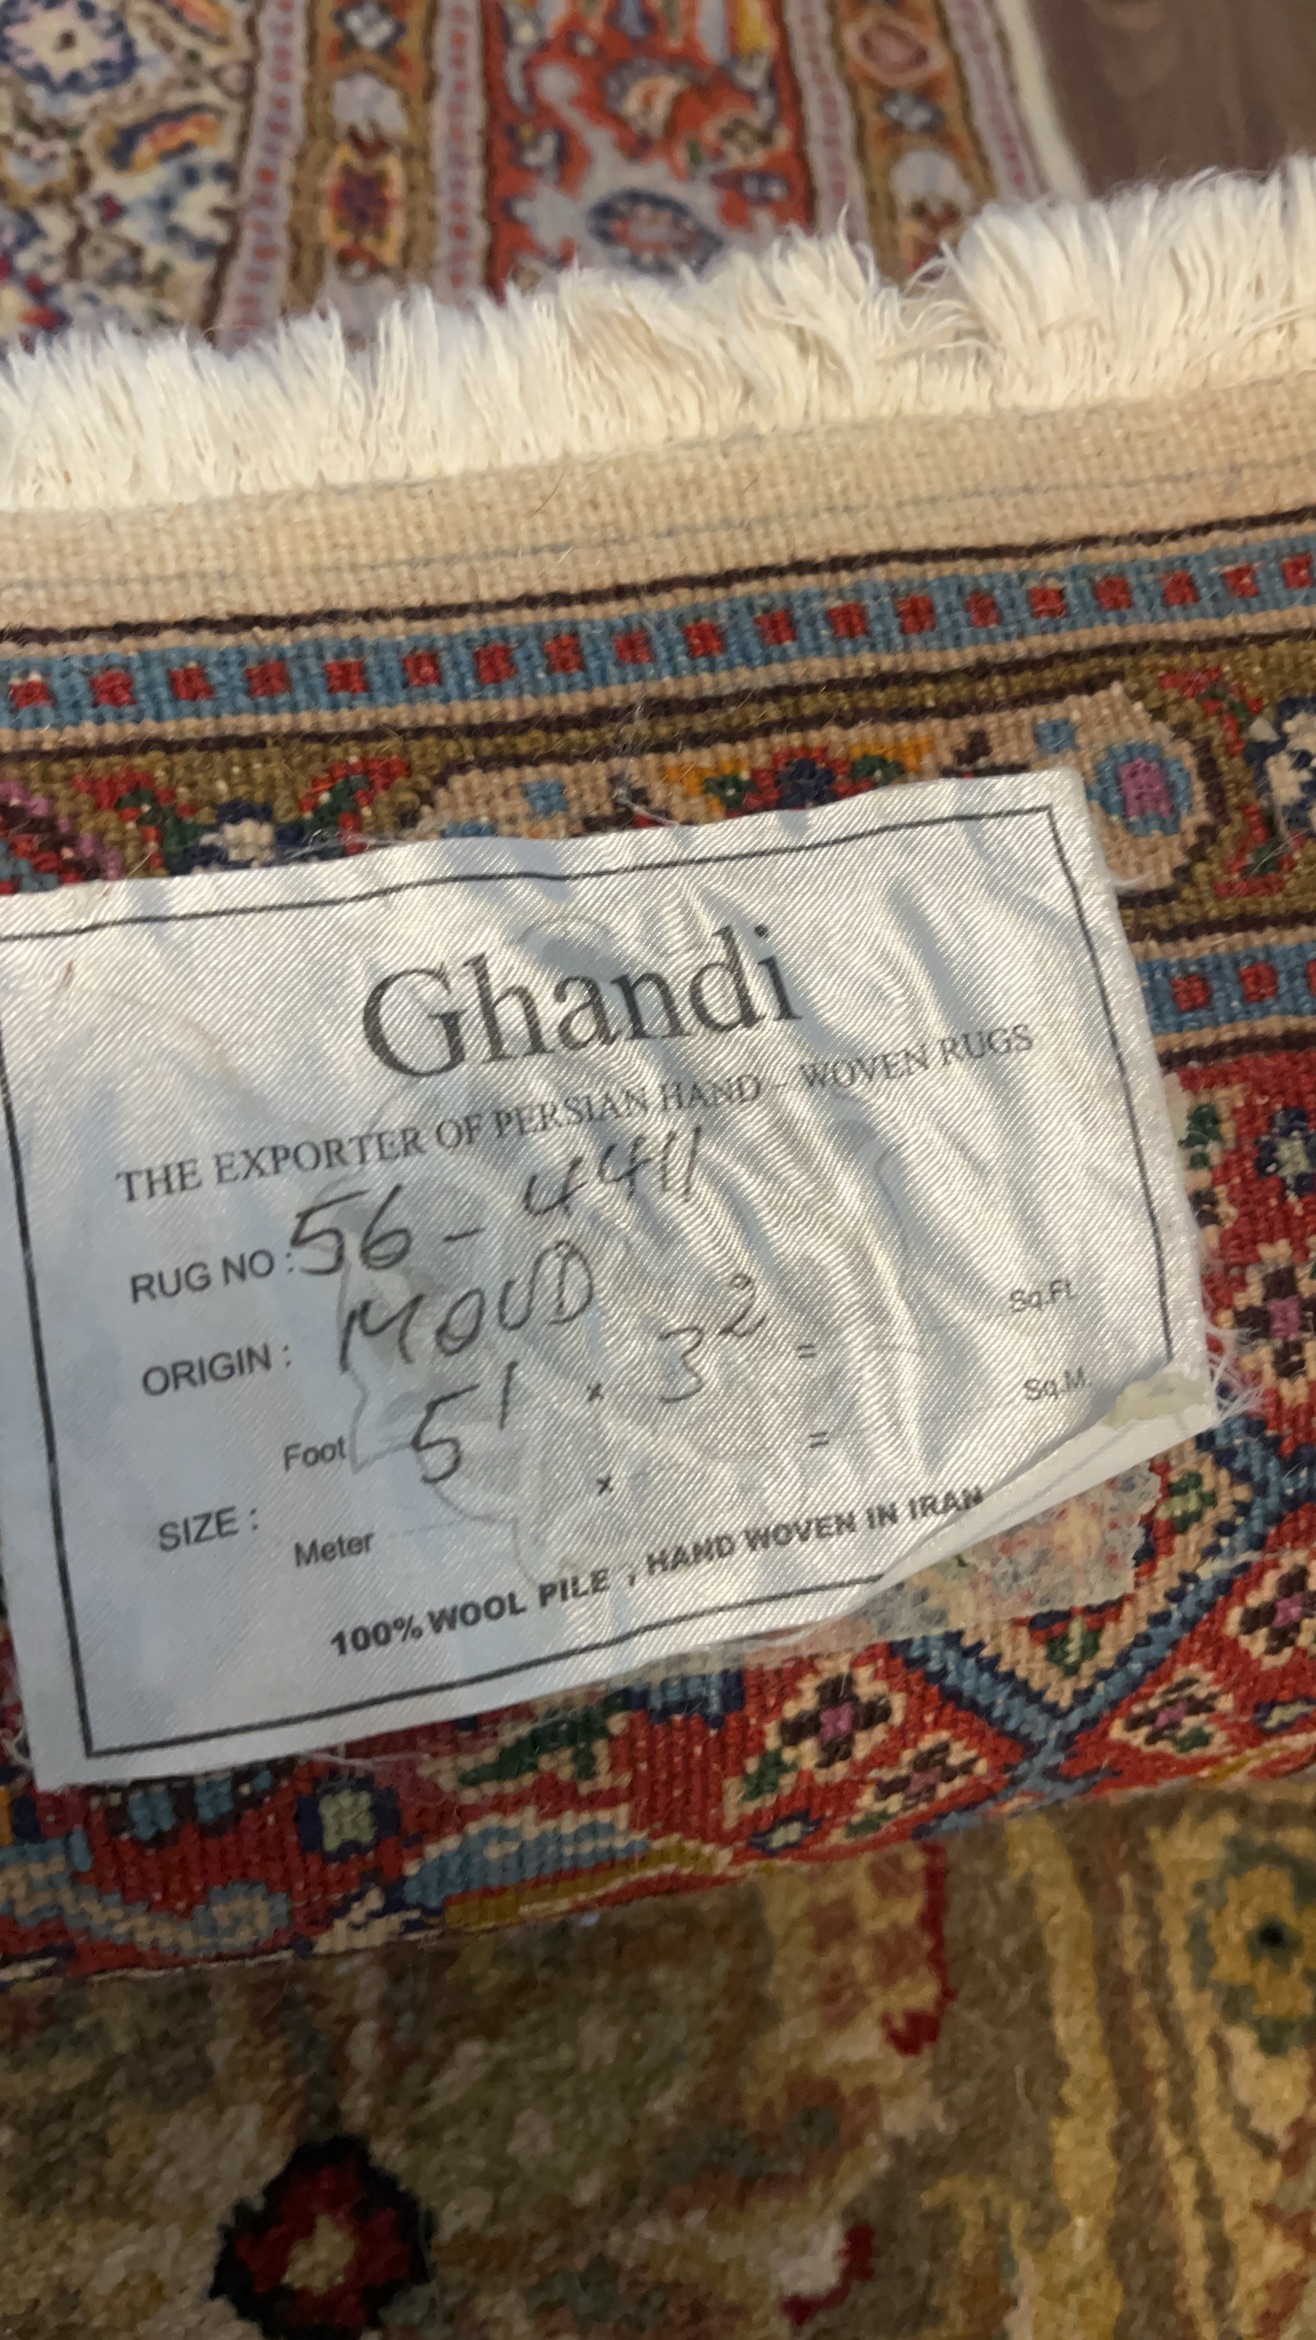 Ghandi
THE EXPORTER OF PERSIAN HAND - WOVEN RUGS
RUG NO : 56 - 4411
ORIGIN : MOUD
Foot 5' x 3² = Sq.Ft
SIZE :
Meter x = Sq.M
100% WOOL PILE , HAND WOVEN IN IRAN